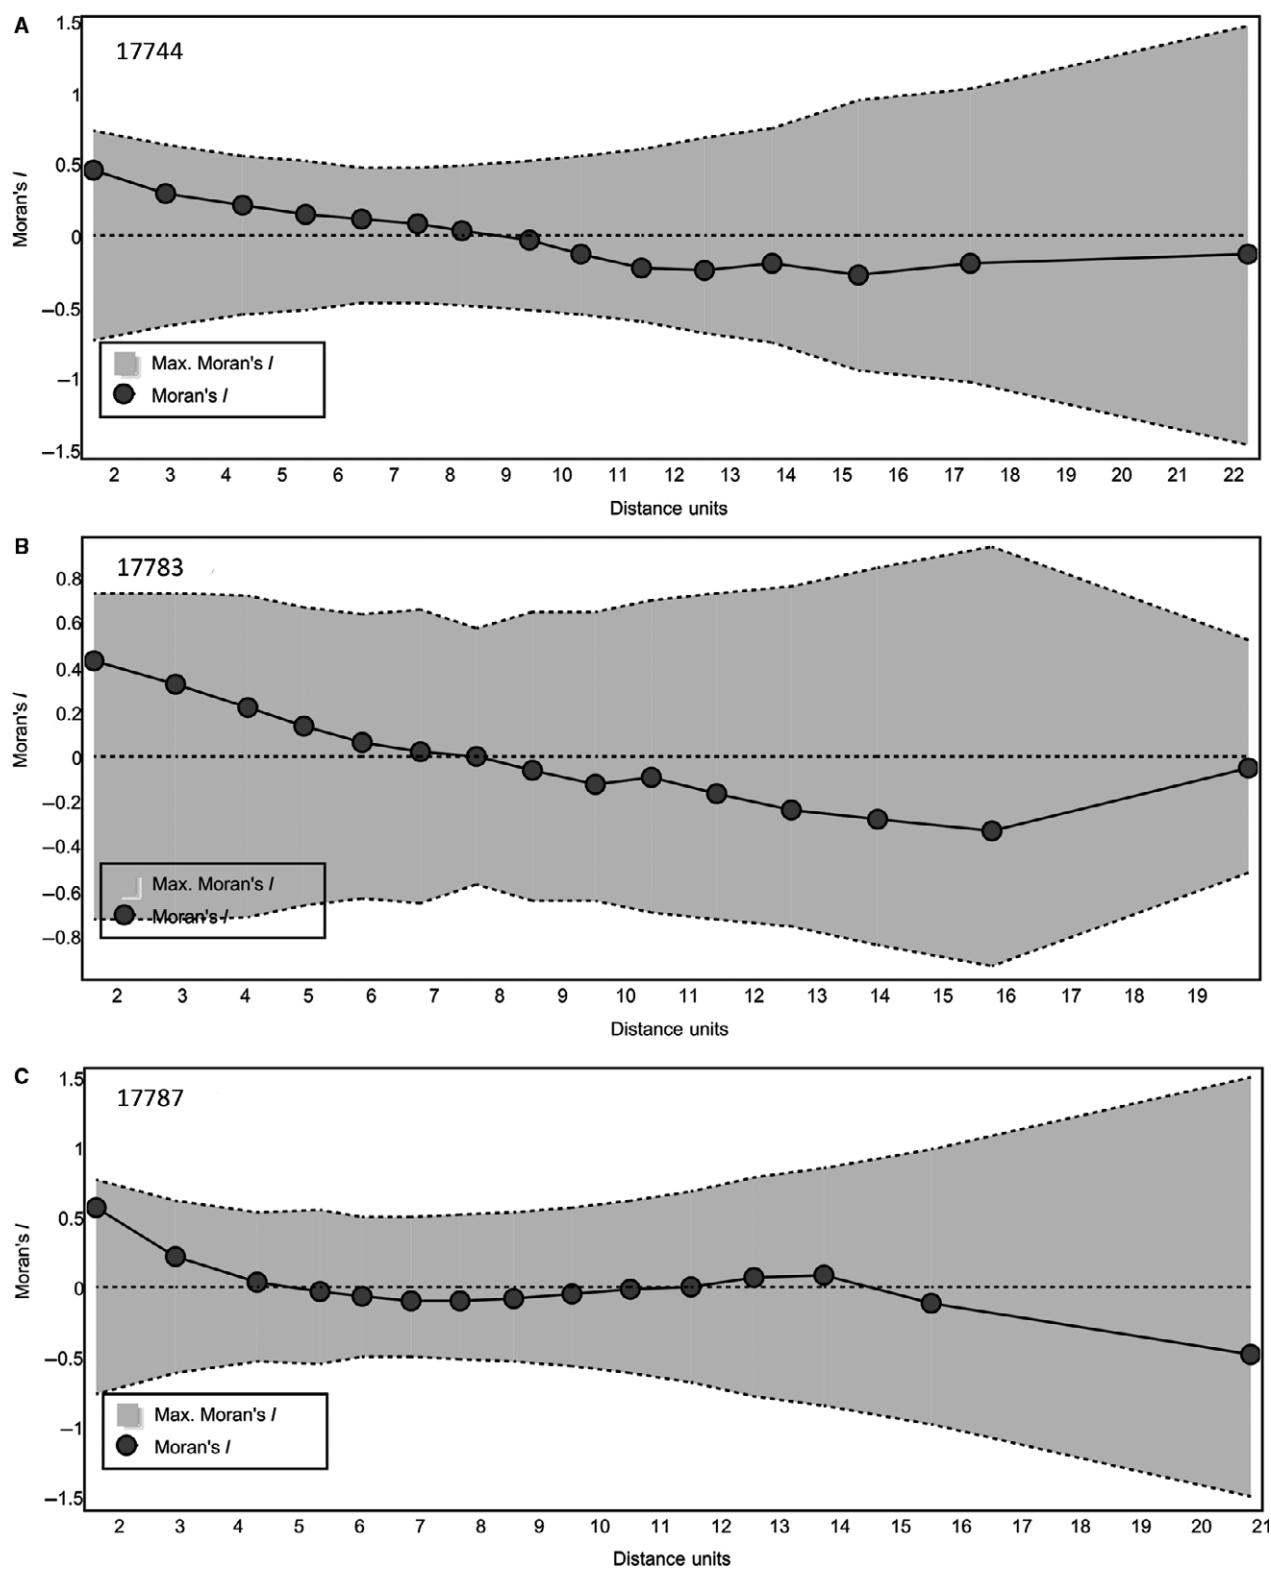 A
17744
1.5
1
0.5
0
–0.5
–1
–1.5
Moran's I
Max. Moran's I
Moran's I
2 3 4 5 6 7 8 9 10 11 12 13 14 15 16 17 18 19 20 21 22
Distance units
B
17783
0.8
0.6
0.4
0.2
0
–0.2
–0.4
–0.6
–0.8
Moran's I
Max. Moran's I
Moran's I
2 3 4 5 6 7 8 9 10 11 12 13 14 15 16 17 18 19
Distance units
C
17787
1.5
1
0.5
0
–0.5
–1
–1.5
Moran's I
Max. Moran's I
Moran's I
2 3 4 5 6 7 8 9 10 11 12 13 14 15 16 17 18 19 20 21
Distance units